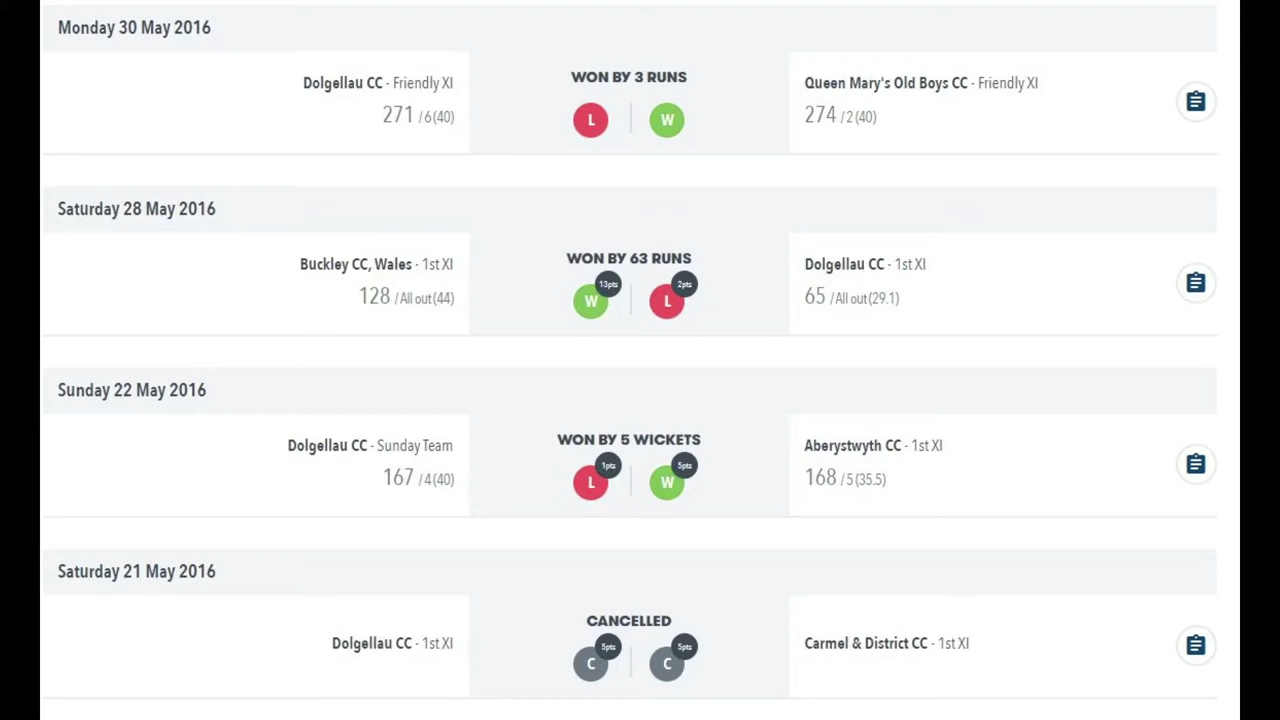 Monday 30 May 2016
Dolgellau CC - Friendly XI
271 / 6 (40)
WON BY 3 RUNS
L W
Queen Mary's Old Boys CC - Friendly XI
274 / 2 (40)
Saturday 28 May 2016
Buckley CC, Wales - 1st XI
128 / All out (44)
WON BY 63 RUNS
W 13pts L 2pts
Dolgellau CC - 1st XI
65 / All out (29.1)
Sunday 22 May 2016
Dolgellau CC - Sunday Team
167 / 4 (40)
WON BY 5 WICKETS
L 1pts W 5pts
Aberystwyth CC - 1st XI
168 / 5 (35.5)
Saturday 21 May 2016
Dolgellau CC - 1st XI
CANCELLED
C 5pts C 5pts
Carmel & District CC - 1st XI